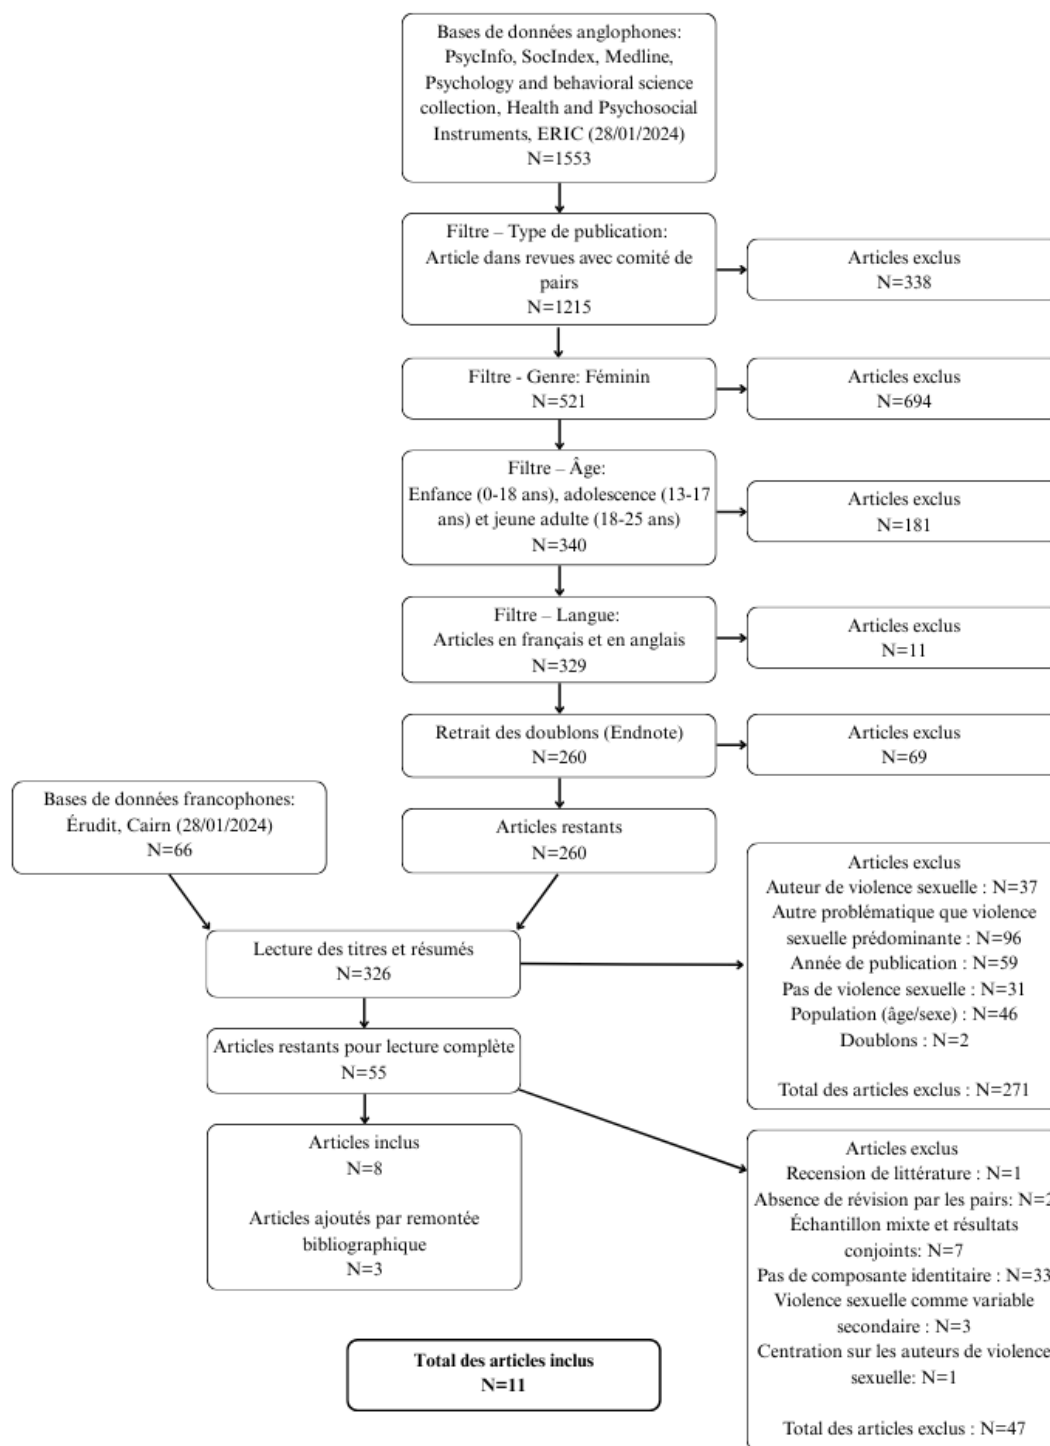 Bases de données anglophones:
PsycInfo, SocIndex, Medline,
Psychology and behavioral science
collection, Health and Psychosocial
Instruments, ERIC (28/01/2024)
N=1553
Filtre – Type de publication:
Article dans revues avec comité de
pairs
N=1215
Articles exclus
N=338
Filtre - Genre: Féminin
N=521
Articles exclus
N=694
Filtre – Âge:
Enfance (0-18 ans), adolescence (13-17
ans) et jeune adulte (18-25 ans)
N=340
Articles exclus
N=181
Filtre – Langue:
Articles en français et en anglais
N=329
Articles exclus
N=11
Retrait des doublons (Endnote)
N=260
Articles exclus
N=69
Bases de données francophones:
Érudit, Cairn (28/01/2024)
N=66
Articles restants
N=260
Lecture des titres et résumés
N=326
Articles exclus
Auteur de violence sexuelle : N=37
Autre problématique que violence
sexuelle prédominante : N=96
Année de publication : N=59
Pas de violence sexuelle : N=31
Population (âge/sexe) : N=46
Doublons : N=2
Total des articles exclus : N=271
Articles restants pour lecture complète
N=55
Articles inclus
N=8
Articles ajoutés par remontée
bibliographique
N=3
Articles exclus
Recension de littérature : N=1
Absence de révision par les pairs: N=2
Échantillon mixte et résultats
conjoints: N=7
Pas de composante identitaire : N=33
Violence sexuelle comme variable
secondaire : N=3
Centration sur les auteurs de violence
sexuelle: N=1
Total des articles exclus : N=47
Total des articles inclus
N=11